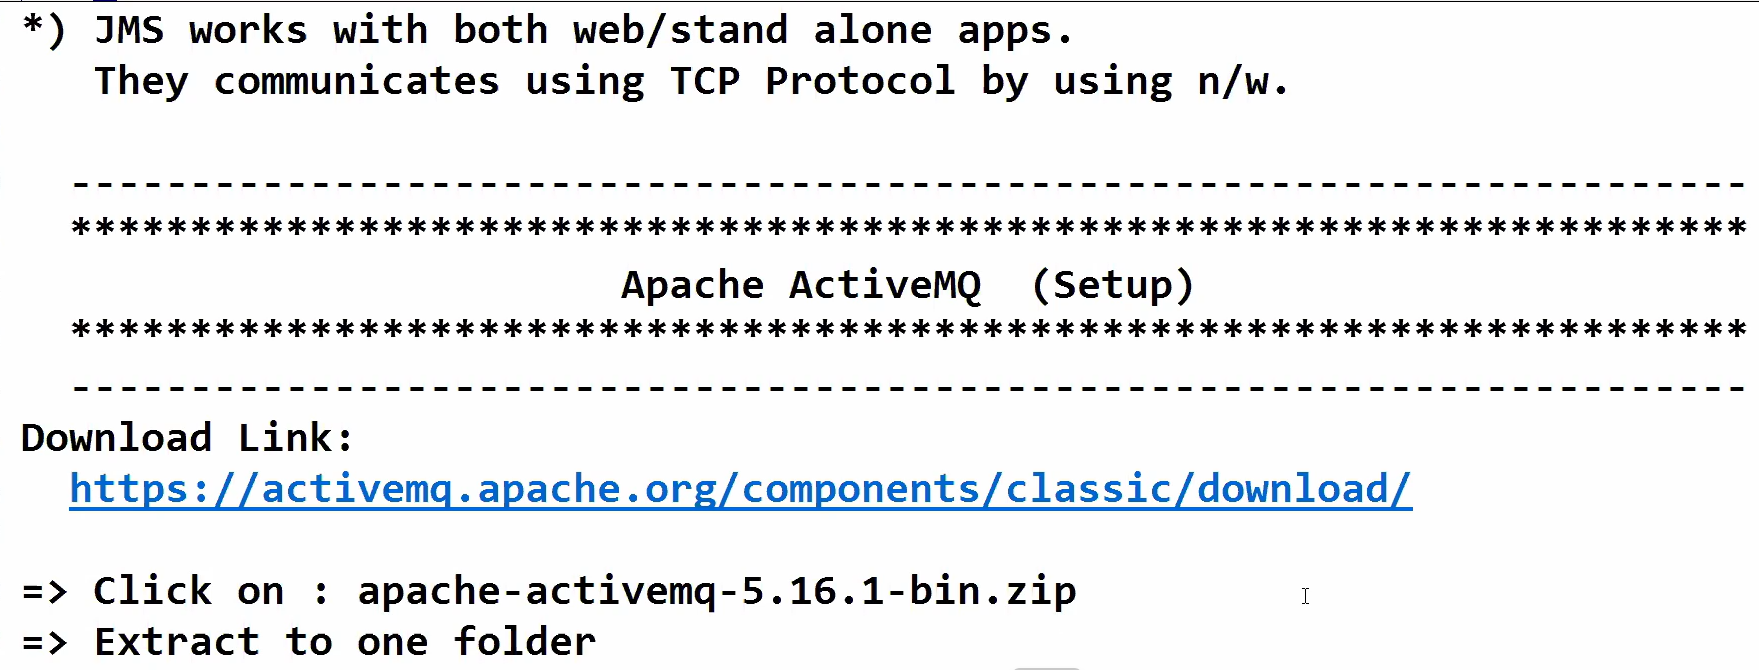 *) JMS works with both web/stand alone apps.
They communicates using TCP Protocol by using n/w.
----------------------------------------------------------------------
**********************************************************************
Apache ActiveMQ  (Setup)
**********************************************************************
----------------------------------------------------------------------
Download Link:
https://activemq.apache.org/components/classic/download/
=> Click on : apache-activemq-5.16.1-bin.zip
=> Extract to one folder